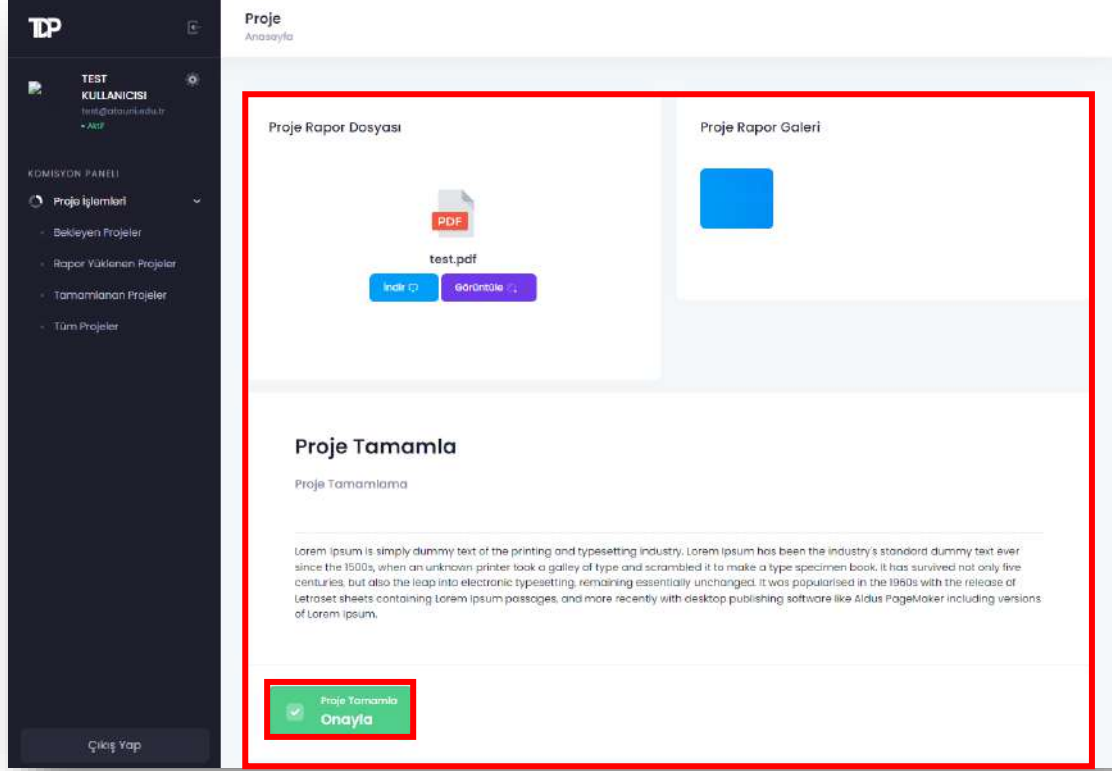 TDP
TEST
KULLANICISI
test@atauni.edu.tr
Aktif
KOMİSYON PANELİ
Proje İşlemleri
Bekleyen Projeler
Rapor Yüklenen Projeler
Tamamlanan Projeler
Tüm Projeler
Çıkış Yap
Proje
Anasayfa
Proje Rapor Dosyası
PDF
test.pdf
İndir
Görüntüle
Proje Rapor Galeri
Proje Tamamla
Proje Tamamlama
Lorem Ipsum is simply dummy text of the printing and typesetting industry. Lorem Ipsum has been the industry's standard dummy text ever
since the 1500s, when an unknown printer took a galley of type and scrambled it to make a type specimen book. It has survived not only five
centuries, but also the leap into electronic typesetting, remaining essentially unchanged. It was popularised in the 1960s with the release of
Letraset sheets containing Lorem Ipsum passages, and more recently with desktop publishing software like Aldus PageMaker including versions
of Lorem Ipsum.
Proje Tamamla
Onayla